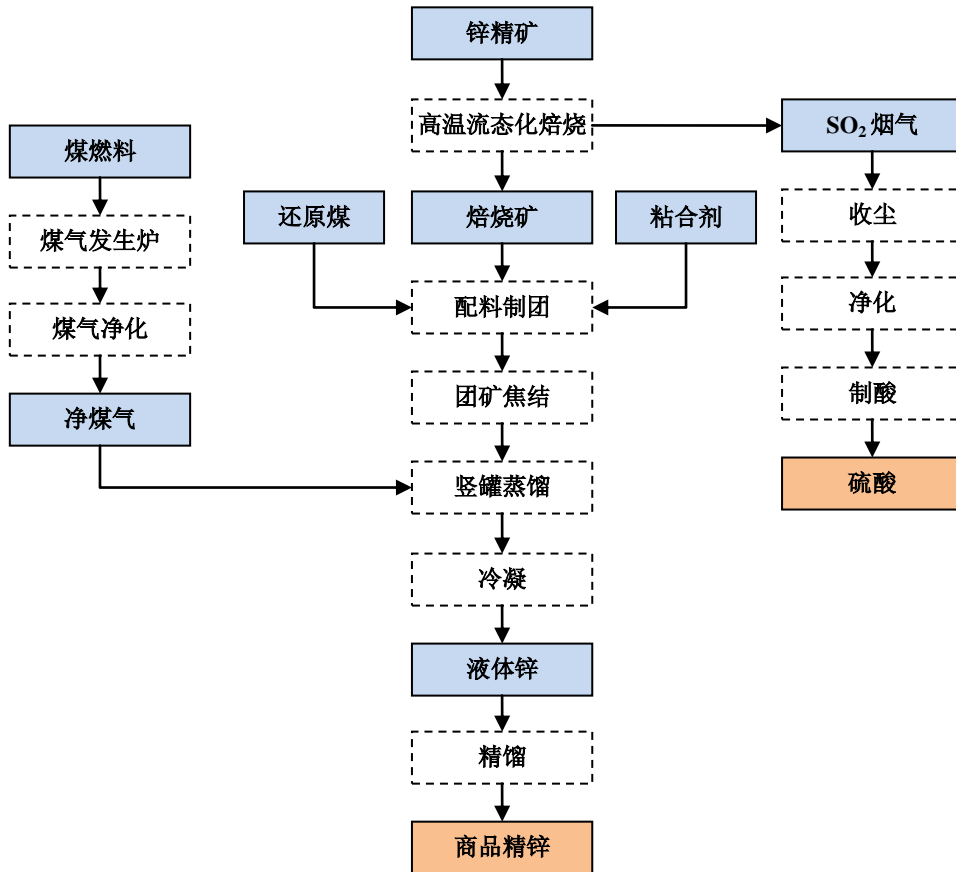 锌精矿
高温流态化焙烧
SO2 烟气
煤燃料
还原煤
焙烧矿
粘合剂
收尘
煤气发生炉
配料制团
净化
煤气净化
团矿焦结
制酸
净煤气
竖罐蒸馏
硫酸
冷凝
液体锌
精馏
商品精锌